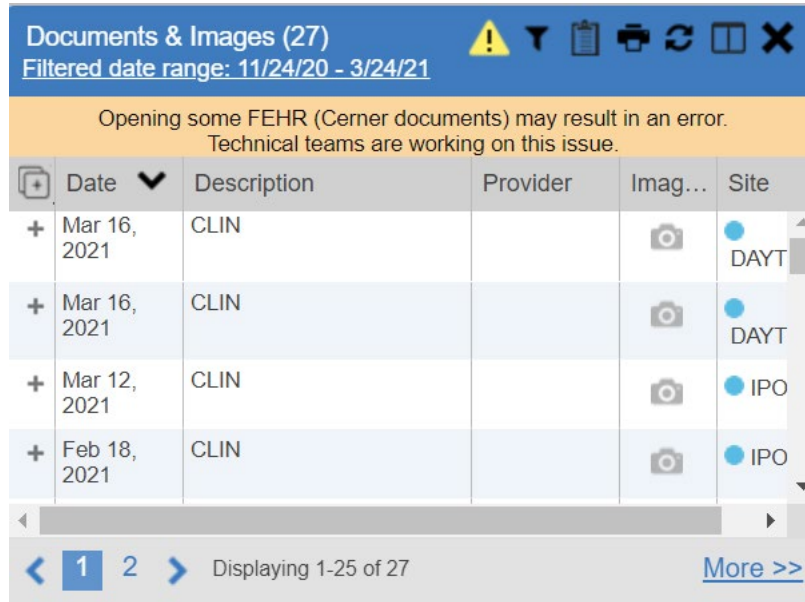 Documents & Images (27)
Filtered date range: 11/24/20 - 3/24/21
Opening some FEHR (Cerner documents) may result in an error.
Technical teams are working on this issue.
Date Description Provider Imag... Site
Mar 16, CLIN
2021
DAYT
Mar 16, CLIN
2021
DAYT
Mar 12, CLIN
2021
IPO
Feb 18, CLIN
2021
IPO
1 2 Displaying 1-25 of 27 More >>